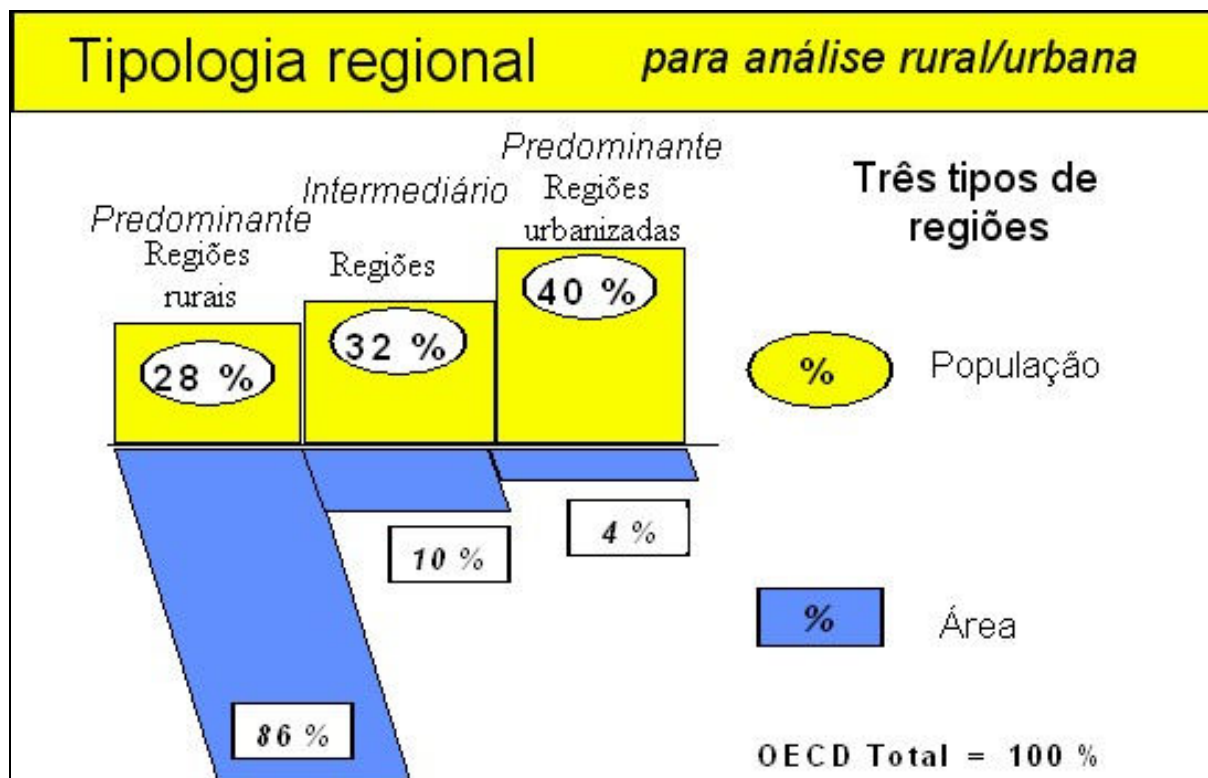 Tipologia regional para análise rural/urbana
Predominante
Regiões
rurais
Intermediário
Regiões
Predominante
Regiões
urbanizadas
Três tipos de
regiões
28 %
32 %
40 %
% População
10 %
4 %
% Área
86 %
OECD Total = 100 %